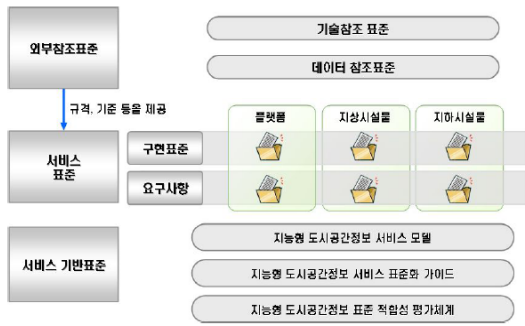 외부참조표준
기술참조 표준
데이터 참조표준
규격, 기준 등을 제공
플랫폼
지상시설물
지하시설물
서비스
표준
구현표준
요구사항
서비스 기반표준
지능형 도시공간정보 서비스 모델
지능형 도시공간정보 서비스 표준화 가이드
지능형 도시공간정보 표준 적합성 평가체계